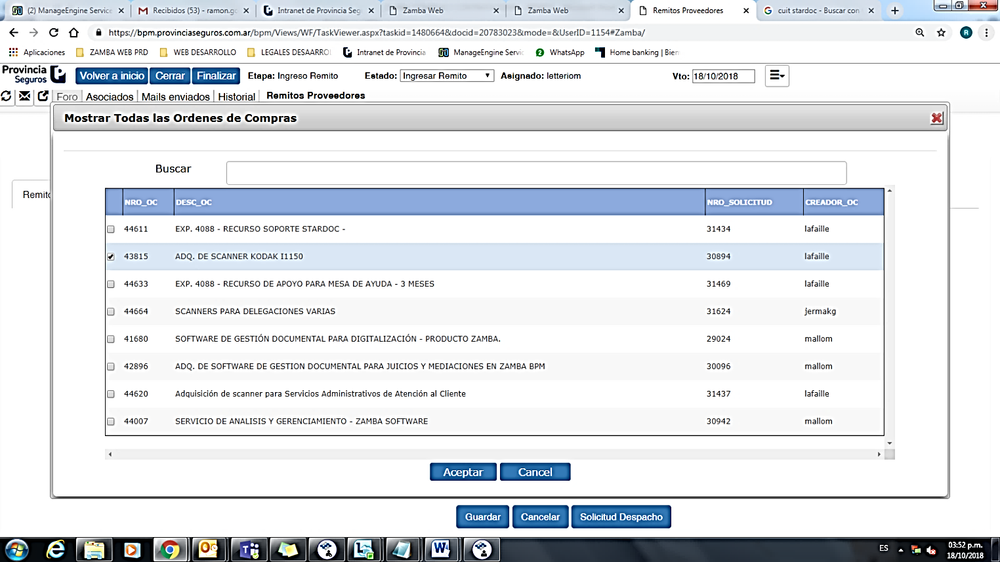 (2) ManageEngine Service
Recibidos (53) - ramon.g
Intranet de Provincia Seg
Zamba Web
Zamba Web
Remitos Proveedores
cuit stardoc - Buscar con
https://bpm.provinciaseguros.com.ar/bpm/Views/WF/TaskViewer.aspx?taskid=1480664&docid=20783023&mode=&UserID=1154#Zamba/
R
Aplicaciones
ZAMBA WEB PRD
WEB DESARROLLO
LEGALES DESAARRO
Intranet de Provincia
ManageEngine Servic
WhatsApp
Home banking | Bien
Provincia Seguros
Volver a inicio
Cerrar
Finalizar
Etapa: Ingreso Remito
Estado: Ingresar Remito
Asignado: letteriom
Vto: 18/10/2018
Foro
Asociados
Mails enviados
Historial
Remitos Proveedores
Mostrar Todas las Ordenes de Compras
Buscar
Remito
NRO_OC DESC_OC NRO_SOLICITUD CREADOR_OC
44611 EXP. 4088 - RECURSO SOPORTE STARDOC - 31434 lafaille
43815 ADQ. DE SCANNER KODAK I1150 30894 lafaille
44633 EXP. 4088 - RECURSO DE APOYO PARA MESA DE AYUDA - 3 MESES 31469 lafaille
44664 SCANNERS PARA DELEGACIONES VARIAS 31624 jermakg
41680 SOFTWARE DE GESTIÓN DOCUMENTAL PARA DIGITALIZACIÓN - PRODUCTO ZAMBA. 29024 mallom
42896 ADQ. DE SOFTWARE DE GESTION DOCUMENTAL PARA JUICIOS Y MEDIACIONES EN ZAMBA BPM 30096 mallom
44620 Adquisición de scanner para Servicios Administrativos de Atención al Cliente 31437 lafaille
44007 SERVICIO DE ANALISIS Y GERENCIAMIENTO - ZAMBA SOFTWARE 30942 mallom
Aceptar
Cancel
Guardar
Cancelar
Solicitud Despacho
ES
03:52 p.m.
18/10/2018